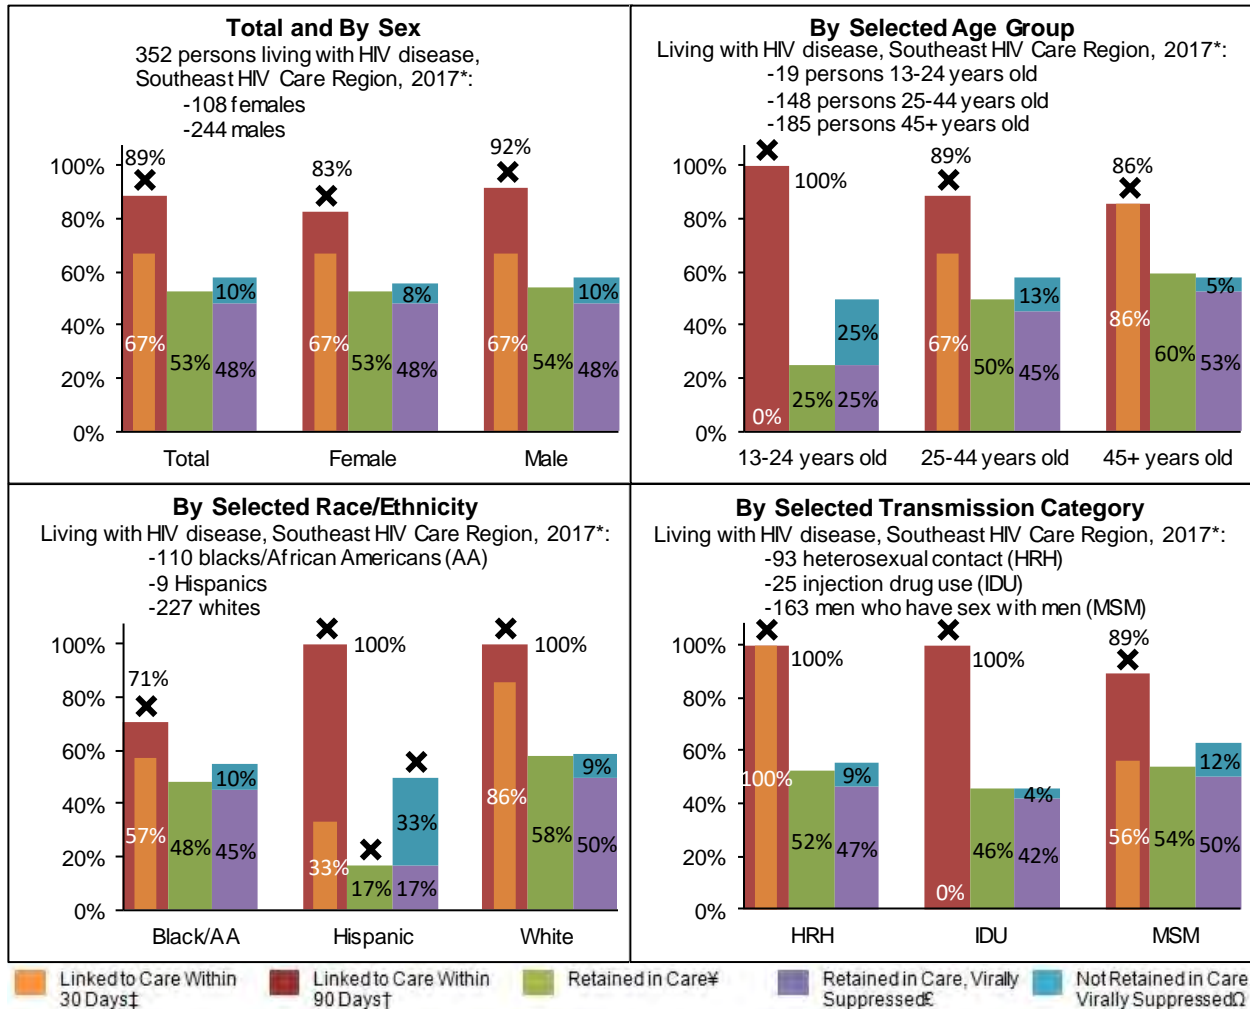 Total and By Sex
352 persons living with HIV disease,
Southeast HIV Care Region, 2017*:
-108 females
-244 males
89%
83%
92%
100%
80%
60%
40%
20%
0%
10%
8%
10%
67%
53%
48%
67%
53%
48%
67%
54%
48%
Total
Female
Male
By Selected Age Group
Living with HIV disease, Southeast HIV Care Region, 2017*:
-19 persons 13-24 years old
-148 persons 25-44 years old
-185 persons 45+ years old
100%
80%
60%
40%
20%
0%
100%
89%
86%
25%
13%
5%
0%
25%
25%
67%
50%
45%
86%
60%
53%
13-24 years old
25-44 years old
45+ years old
By Selected Race/Ethnicity
Living with HIV disease, Southeast HIV Care Region, 2017*:
-110 blacks/African Americans (AA)
-9 Hispanics
-227 whites
100%
80%
60%
40%
20%
0%
71%
100%
100%
10%
33%
9%
57%
48%
45%
33%
17%
17%
86%
58%
50%
Black/AA
Hispanic
White
By Selected Transmission Category
Living with HIV disease, Southeast HIV Care Region, 2017*:
-93 heterosexual contact (HRH)
-25 injection drug use (IDU)
-163 men who have sex with men (MSM)
100%
80%
60%
40%
20%
0%
100%
100%
89%
9%
4%
12%
100%
52%
47%
0%
46%
42%
56%
54%
50%
HRH
IDU
MSM
Linked to Care Within
30 Days‡
Linked to Care Within
90 Days†
Retained in Care¥
Retained in Care, Virally
Suppressed£
Not Retained in Care
Virally SuppressedΩ